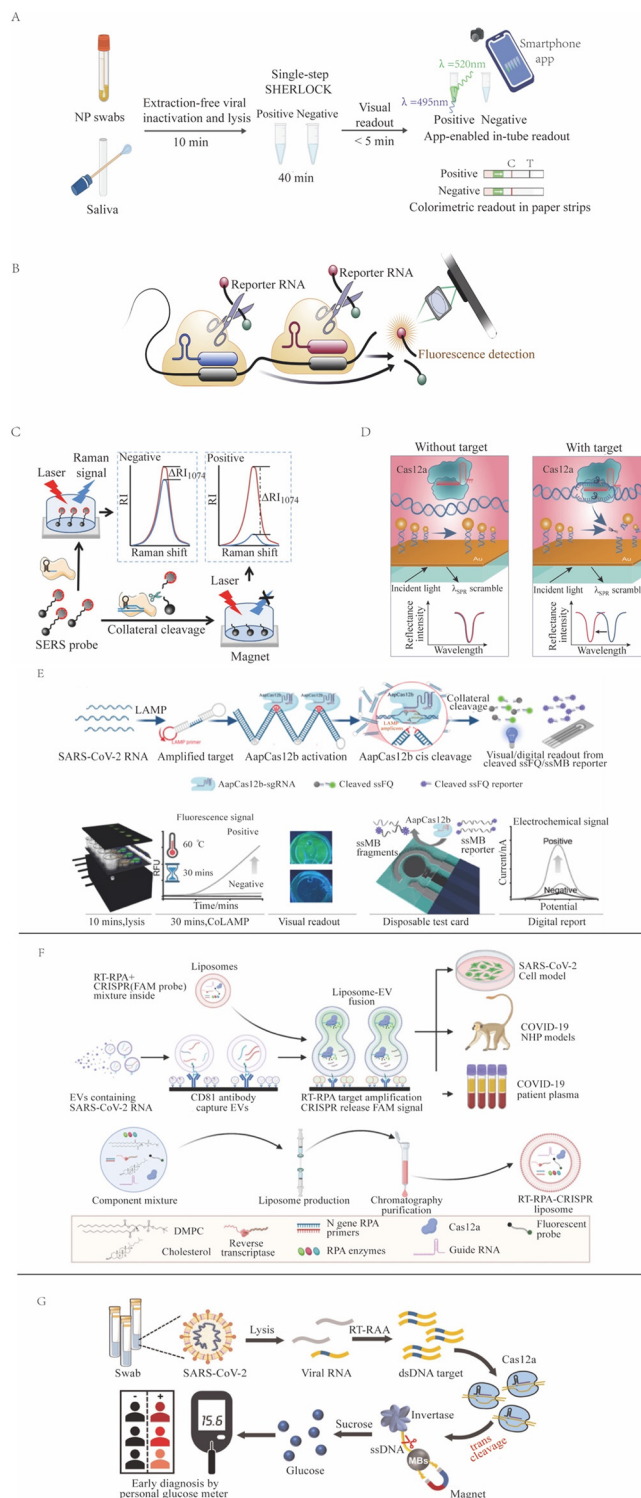 A
Smartphone
app
λ =520nm
λ=495nm
NP swabs
Extraction-free viral
inactivation and lysis
10 min
Single-step
SHERLOCK
Positive Negative
40 min
Visual
readout
< 5 min
Positive Negative
App-enabled in-tube readout
Saliva
C T
Positive
Negative
Colorimetric readout in paper strips
B
Reporter RNA
Reporter RNA
Fluorescence detection
C
Laser
Raman
signal
Negative
ΔRI1074
RI
Raman shift
Positive
ΔRI1074
RI
Raman shift
SERS probe
Collateral cleavage
Laser
Magnet
D
Without target
Cas12a
Au
Incident light
λSPR scramble
Reflectance
intensity
Wavelength
With target
Cas12a
Au
Incident light
λSPR scramble
Reflectance
intensity
Wavelength
E
LAMP
LAMP primer
AapCas12b-sgRNA
AapCas12b-sgRNA
AapCas12b-sgRNA
LAMP
amplicons
Collateral
cleavage
SARS-CoV-2 RNA
Amplified target
AapCas12b activation
AapCas12b cis cleavage
Visual/digital readout from
cleaved ssFQ/ssMB reporter
AapCas12b-sgRNA
Cleaved ssFQ
Cleaved ssFQ reporter
Fluorescence signal
60 ℃
30 mins
Positive
Negative
RFU
Time/mins
ssMB
fragments
AapCas12b
ssMB
reporter
Electrochemical signal
Positive
Negative
Current/nA
Potential
10 mins,lysis
30 mins,CoLAMP
Visual readout
Disposable test card
Digital report
F
RT-RPA+
CRISPR(FAM probe)
mixture inside
Liposomes
Liposome-EV
fusion
SARS-CoV-2
Cell model
COVID-19
NHP models
EVs containing
SARS-CoV-2 RNA
CD81 antibody
capture EVs
RT-RPA target amplification
CRISPR release FAM signal
COVID-19
patient plasma
Component mixture
Liposome production
Chromatography
purification
RT-RPA-CRISPR
liposome
DMPC
Cholesterol
Reverse
transcriptase
N gene RPA
primers
RPA enzymes
Cas12a
Guide RNA
Fluorescent
probe
G
Swab
SARS-CoV-2
Lysis
Viral RNA
RT-RAA
dsDNA target
Cas12a
trans
cleavage
Invertase
ssDNA
MBs
Magnet
Sucrose
Glucose
15.6
- +
Early diagnosis by
personal glucose meter